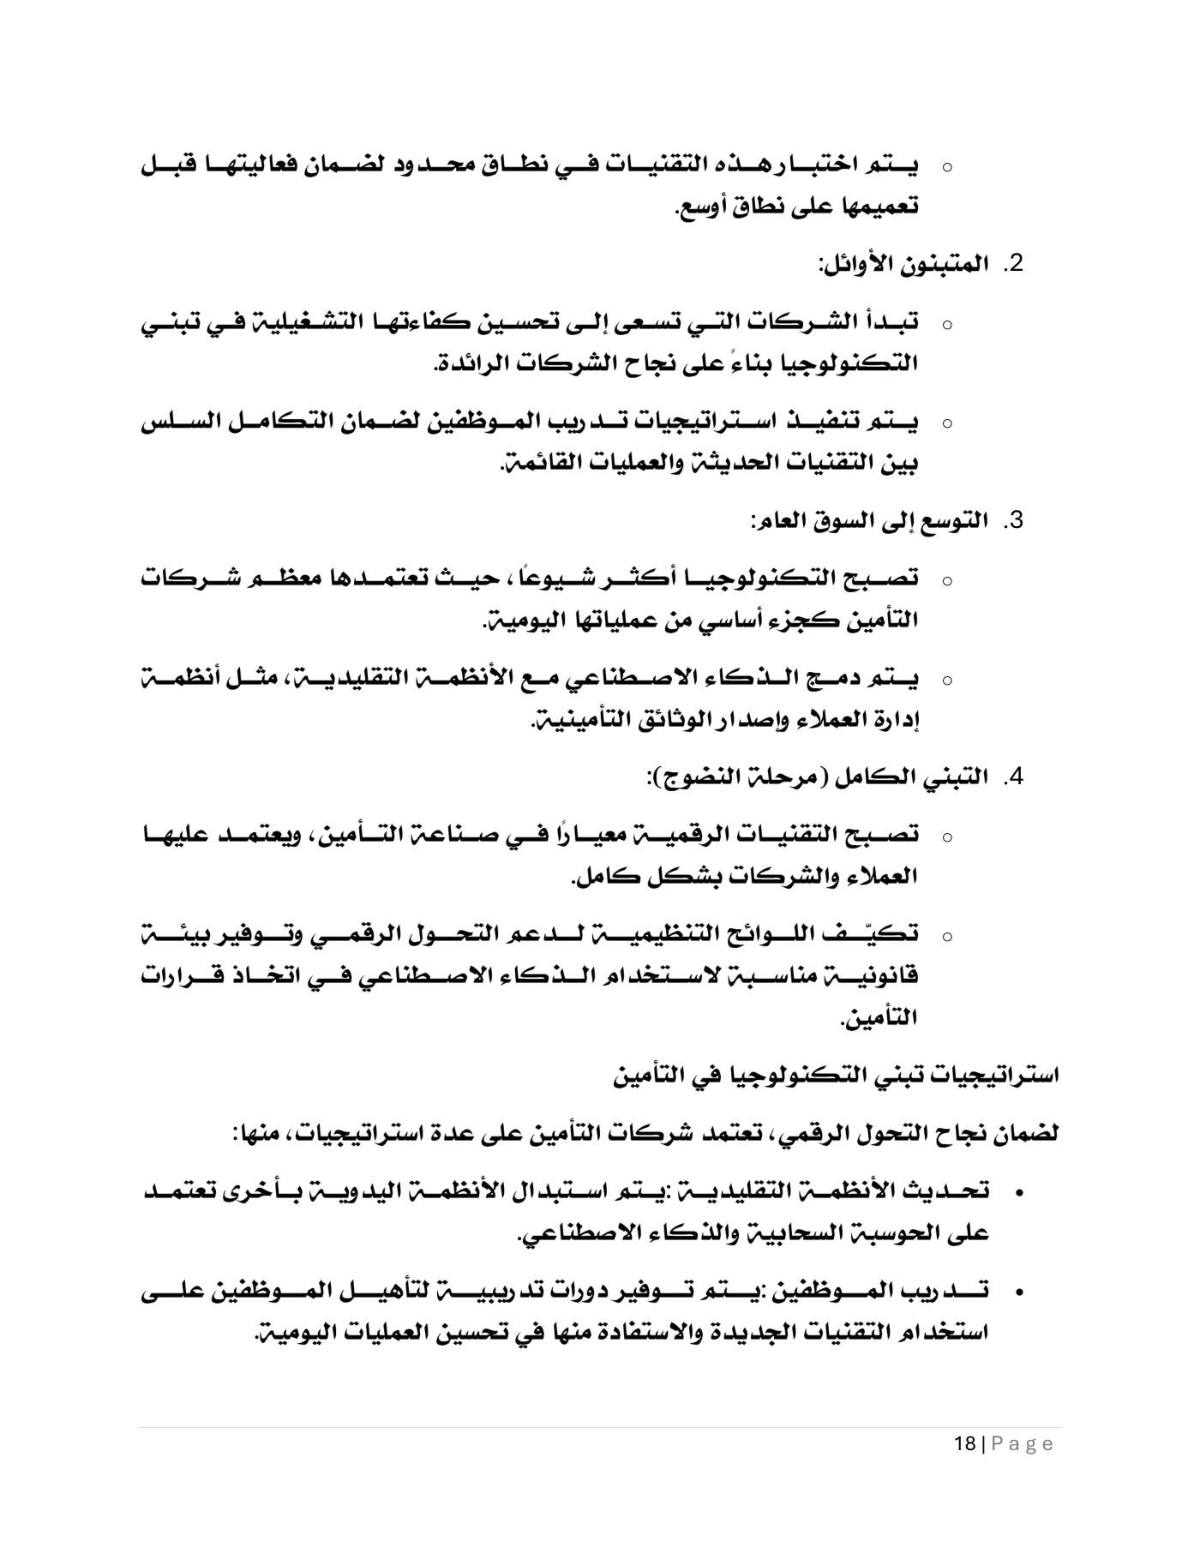 ○ يتم اختبار هذه التقنيات في نطاق محدود لضمان فعاليتها قبل
تعميمها على نطاق أوسع.
2. المتبنون الأوائل:
○ تبدأ الشركات التي تسعى إلى تحسين كفاءتها التشغيلية في تبني
التكنولوجيا بناءً على نجاح الشركات الرائدة.
○ يتم تنفيذ استراتيجيات تدريب الموظفين لضمان التكامل السلس
بين التقنيات الحديثة والعمليات القائمة.
3. التوسع إلى السوق العام:
○ تصبح التكنولوجيا أكثر شيوعًا، حيث تعتمدها معظم شركات
التأمين كجزء أساسي من عملياتها اليومية.
○ يتم دمج الذكاء الاصطناعي مع الأنظمة التقليدية، مثل أنظمة
إدارة العملاء وإصدار الوثائق التأمينية.
4. التبني الكامل (مرحلة النضوج):
○ تصبح التقنيات الرقمية معيارًا في صناعة التأمين، ويعتمد عليها
العملاء والشركات بشكل كامل.
○ تكيّف اللوائح التنظيمية لدعم التحول الرقمي وتوفير بيئة
قانونية مناسبة لاستخدام الذكاء الاصطناعي في اتخاذ قرارات
التأمين.
استراتيجيات تبني التكنولوجيا في التأمين
لضمان نجاح التحول الرقمي، تعتمد شركات التأمين على عدة استراتيجيات، منها:
• تحديث الأنظمة التقليدية :يتم استبدال الأنظمة اليدوية بأخرى تعتمد
على الحوسبة السحابية والذكاء الاصطناعي.
• تدريب الموظفين :يتم توفير دورات تدريبية لتأهيل الموظفين على
استخدام التقنيات الجديدة والاستفادة منها في تحسين العمليات اليومية.
18 | Page